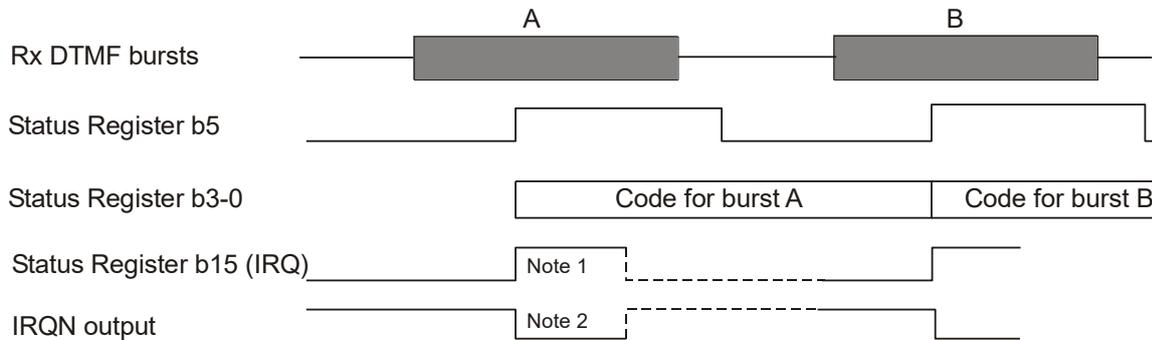 A B
Rx DTMF bursts
Status Register b5
Status Register b3-0 Code for burst A Code for burst B
Status Register b15 (IRQ) Note 1
IRQN output Note 2